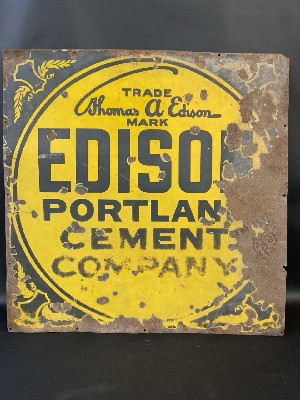 TRADE
Thomas A Edison
MARK
EDISO
PORTLAN
CEMENT
COMPANY